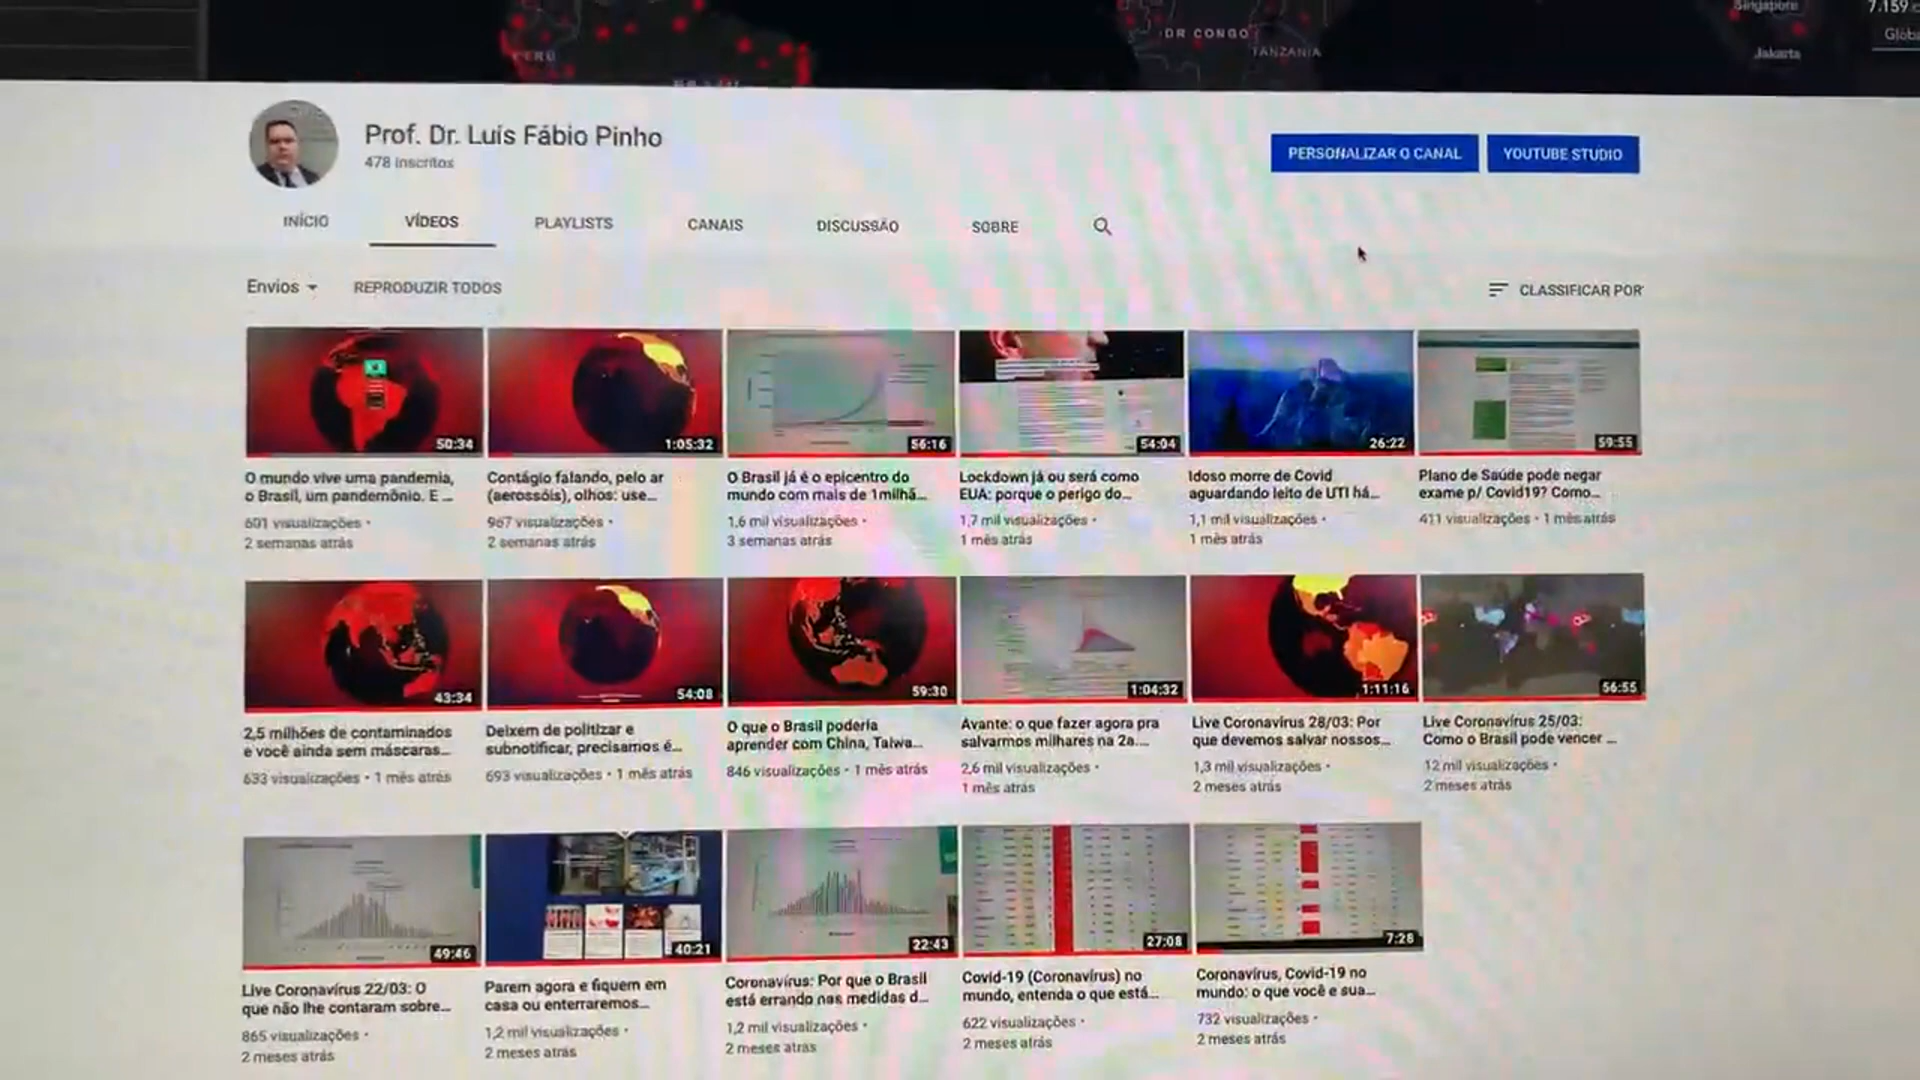 PERU
DR CONGO
TANZANIA
Singapore
Jakarta
7.159
Prof. Dr. Luís Fábio Pinho
478 inscritos
PERSONALIZAR O CANAL
YOUTUBE STUDIO
INÍCIO
VÍDEOS
PLAYLISTS
CANAIS
DISCUSSÃO
SOBRE
Envios
REPRODUZIR TODOS
CLASSIFICAR POR
50:34
1:05:32
56:16
54:04
26:22
59:55
O mundo vive uma pandemia,
o Brasil, um pandemônio. E ...
601 visualizações •
2 semanas atrás
Contágio falando, pelo ar
(aerossóis), olhos: use...
967 visualizações •
2 semanas atrás
O Brasil já é o epicentro do
mundo com mais de 1milhã...
1,6 mil visualizações •
3 semanas atrás
Lockdown já ou será como
EUA: porque o perigo do...
1,7 mil visualizações •
1 mês atrás
Idoso morre de Covid
aguardando leito de UTI há...
1,1 mil visualizações •
1 mês atrás
Plano de Saúde pode negar
exame p/ Covid19? Como...
411 visualizações • 1 mês atrás
43:34
54:08
59:30
1:04:32
1:11:16
56:55
2,5 milhões de contaminados
e você ainda sem máscaras...
633 visualizações • 1 mês atrás
Deixem de politizar e
subnotificar, precisamos é...
693 visualizações • 1 mês atrás
O que o Brasil poderia
aprender com China, Taiwa...
846 visualizações • 1 mês atrás
Avante: o que fazer agora pra
salvarmos milhares na 2a....
2,6 mil visualizações •
1 mês atrás
Live Coronavírus 28/03: Por
que devemos salvar nossos...
1,3 mil visualizações •
2 meses atrás
Live Coronavírus 25/03:
Como o Brasil pode vencer ...
12 mil visualizações •
2 meses atrás
49:46
40:21
22:43
27:08
7:28
Live Coronavírus 22/03: O
que não lhe contaram sobre...
865 visualizações •
2 meses atrás
Parem agora e fiquem em
casa ou enterraremos...
1,2 mil visualizações •
2 meses atrás
Coronavírus: Por que o Brasil
está errando nas medidas d...
1,2 mil visualizações •
2 meses atrás
Covid-19 (Coronavírus) no
mundo, entenda o que está...
622 visualizações •
2 meses atrás
Coronavírus, Covid-19 no
mundo: o que você e sua...
732 visualizações •
2 meses atrás